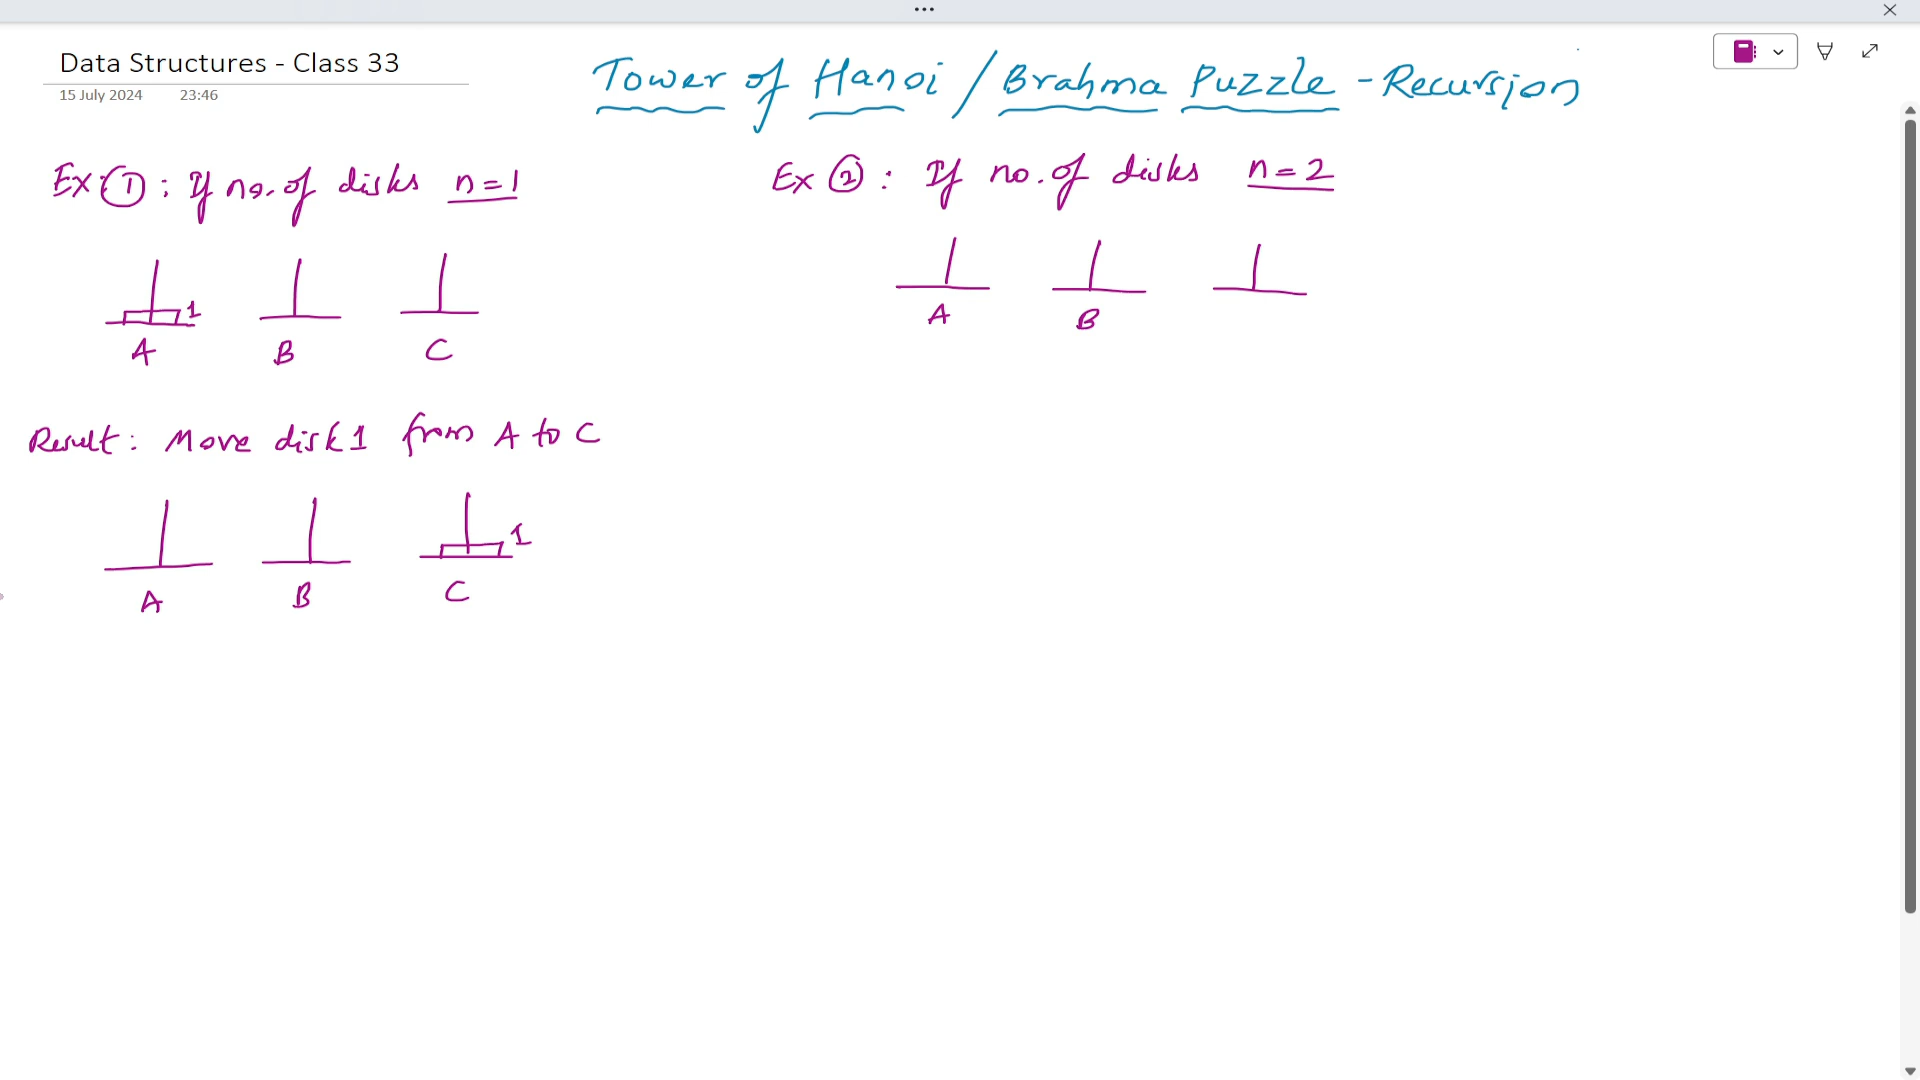 Data Structures - Class 33
15 July 2024 23:46
Tower of Hanoi / Brahma Puzzle - Recursion
Ex ① : If no. of disks n = 1
1
A B C
Result : Move disk 1 from A to C
1
A B C
Ex ② : If no. of disks n = 2
A B